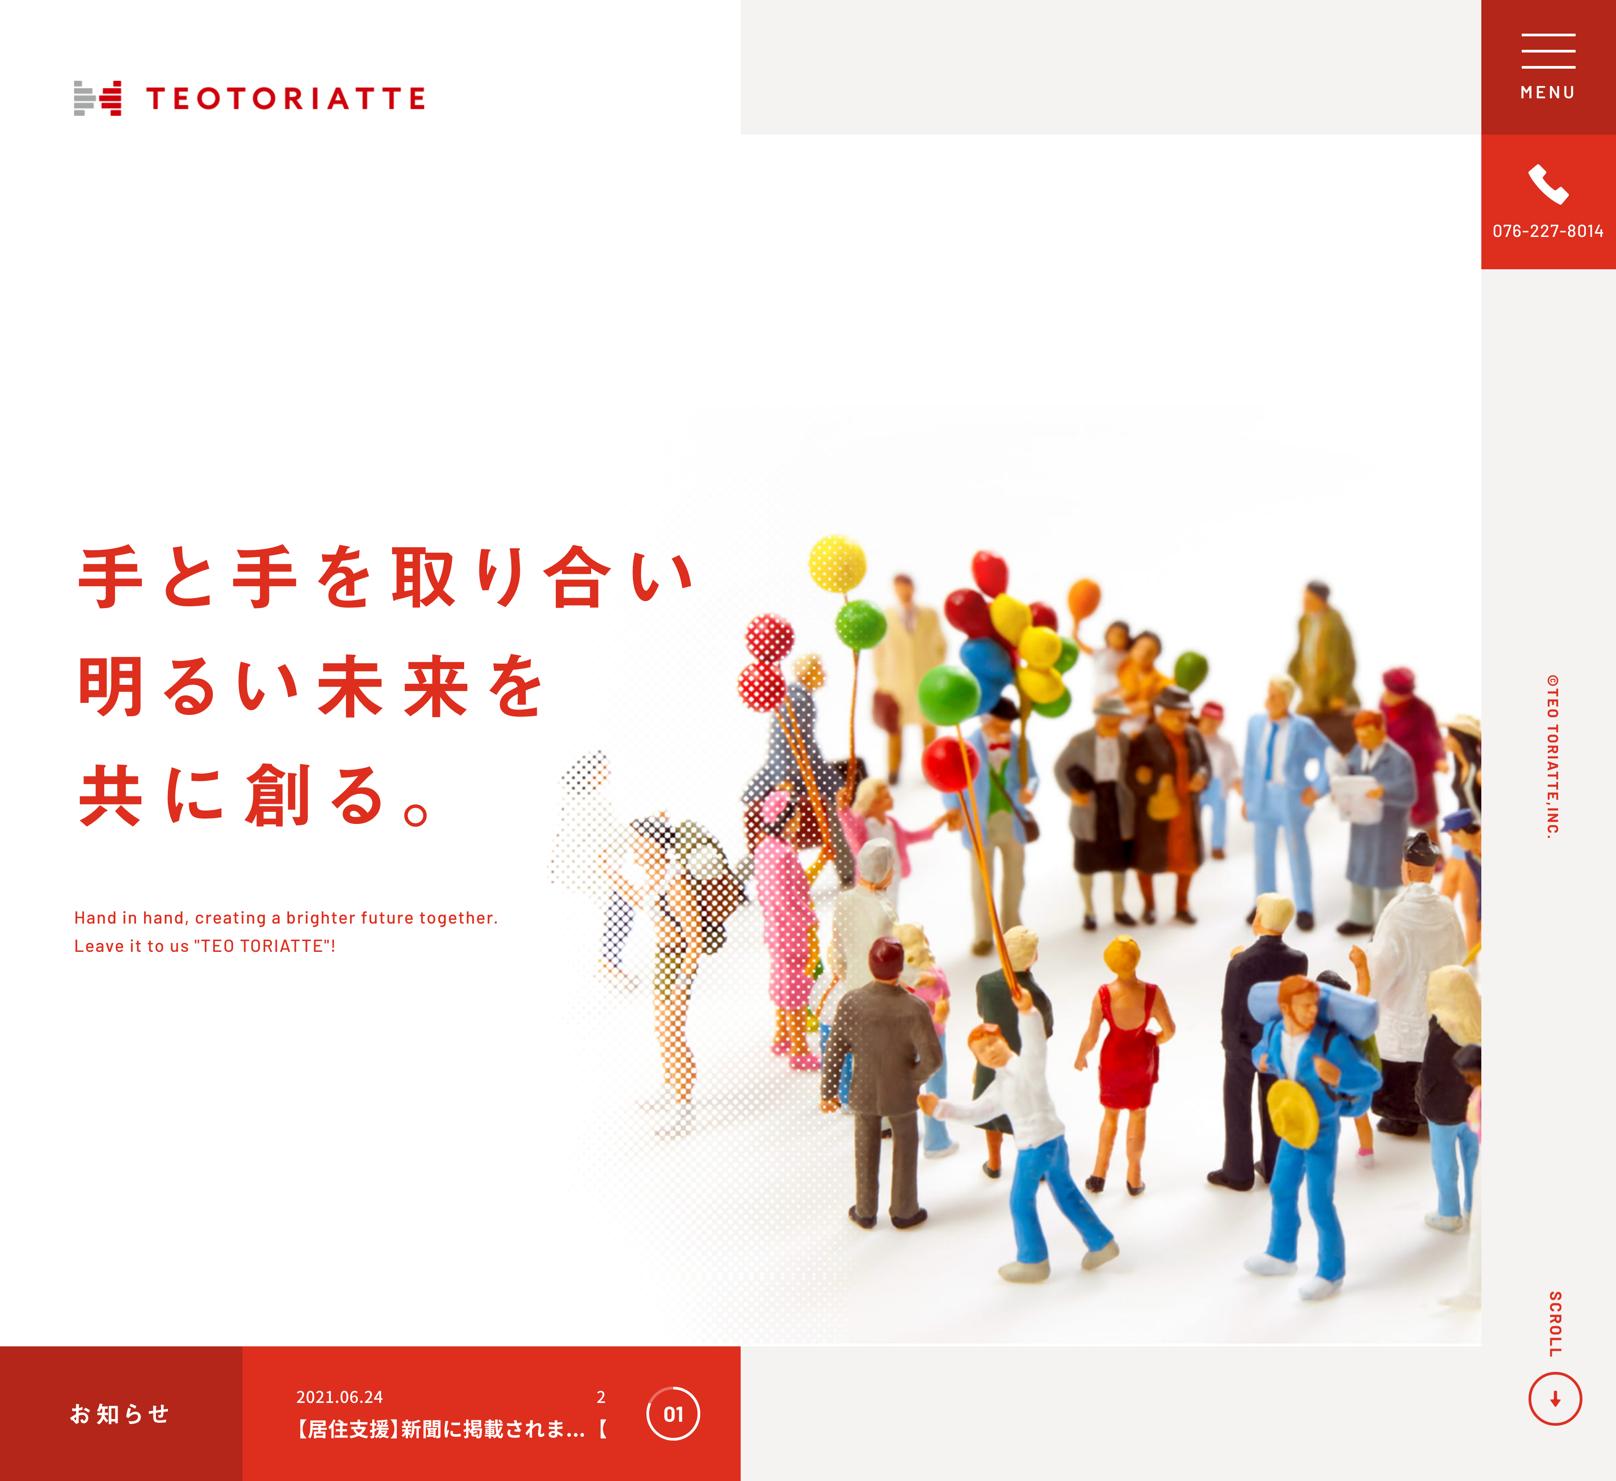 TEOTORIATTE
MENU
076-227-8014
手と手を取り合い
明るい未来を
共に創る。
Hand in hand, creating a brighter future together.
Leave it to us "TEO TORIATTE"!
©TEO TORIATTE,INC.
SCROLL
お知らせ
2021.06.24
【居住支援】新聞に掲載されま...
2
【
01